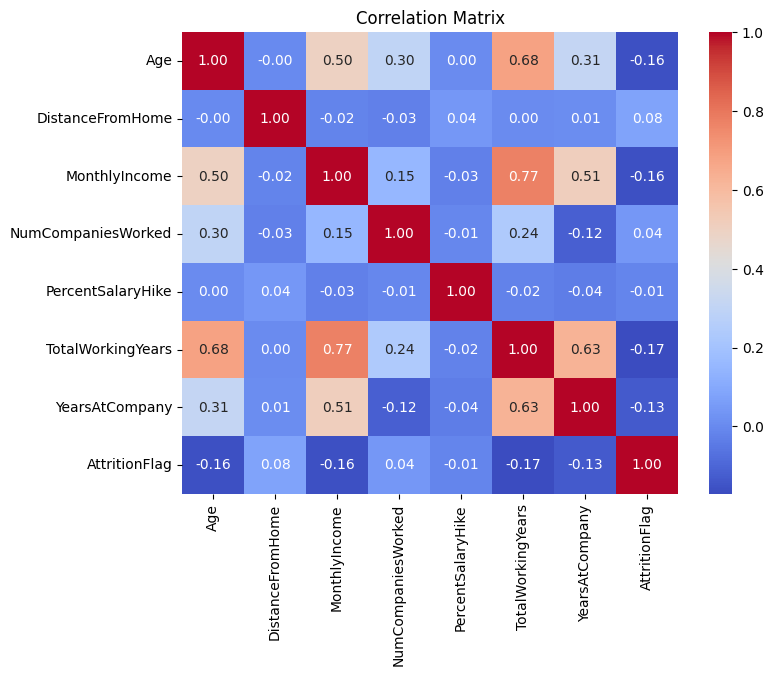 Correlation Matrix
Age 1.00 -0.00 0.50 0.30 0.00 0.68 0.31 -0.16
DistanceFromHome -0.00 1.00 -0.02 -0.03 0.04 0.00 0.01 0.08
MonthlyIncome 0.50 -0.02 1.00 0.15 -0.03 0.77 0.51 -0.16
NumCompaniesWorked 0.30 -0.03 0.15 1.00 -0.01 0.24 -0.12 0.04
PercentSalaryHike 0.00 0.04 -0.03 -0.01 1.00 -0.02 -0.04 -0.01
TotalWorkingYears 0.68 0.00 0.77 0.24 -0.02 1.00 0.63 -0.17
YearsAtCompany 0.31 0.01 0.51 -0.12 -0.04 0.63 1.00 -0.13
AttritionFlag -0.16 0.08 -0.16 0.04 -0.01 -0.17 -0.13 1.00
Age
DistanceFromHome
MonthlyIncome
NumCompaniesWorked
PercentSalaryHike
TotalWorkingYears
YearsAtCompany
AttritionFlag
1.0
0.8
0.6
0.4
0.2
0.0